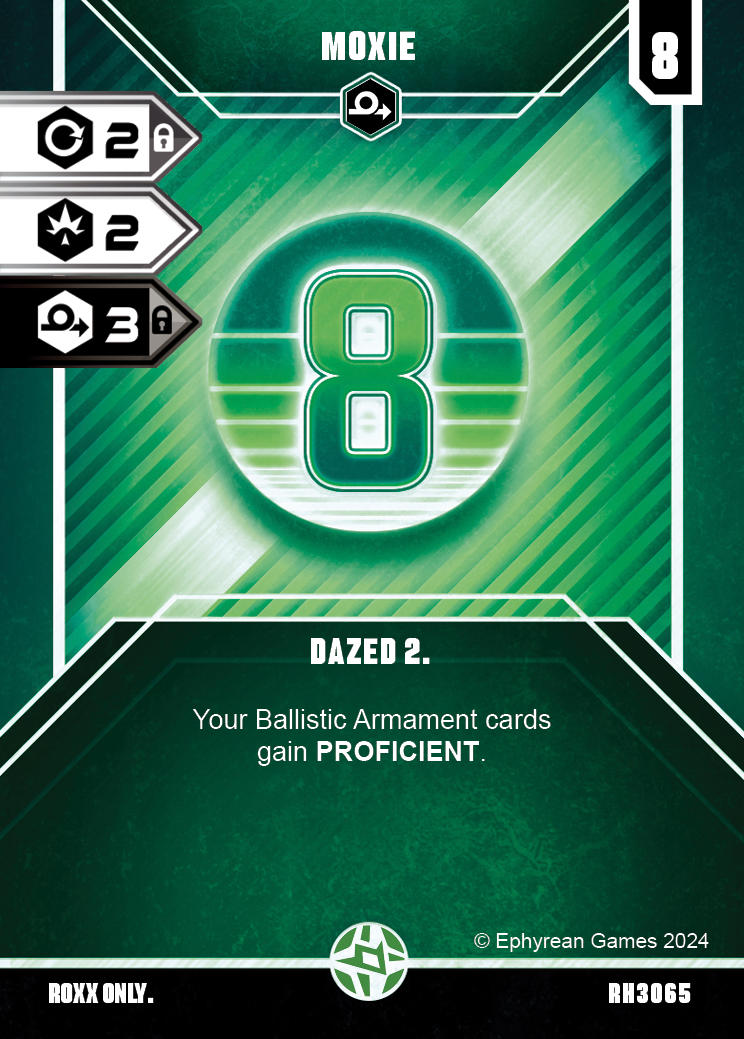 MOXIE
8
2
2
3
8
DAZED 2.
Your Ballistic Armament cards
gain PROFICIENT.
© Ephyrean Games 2024
ROXX ONLY.
RH3065